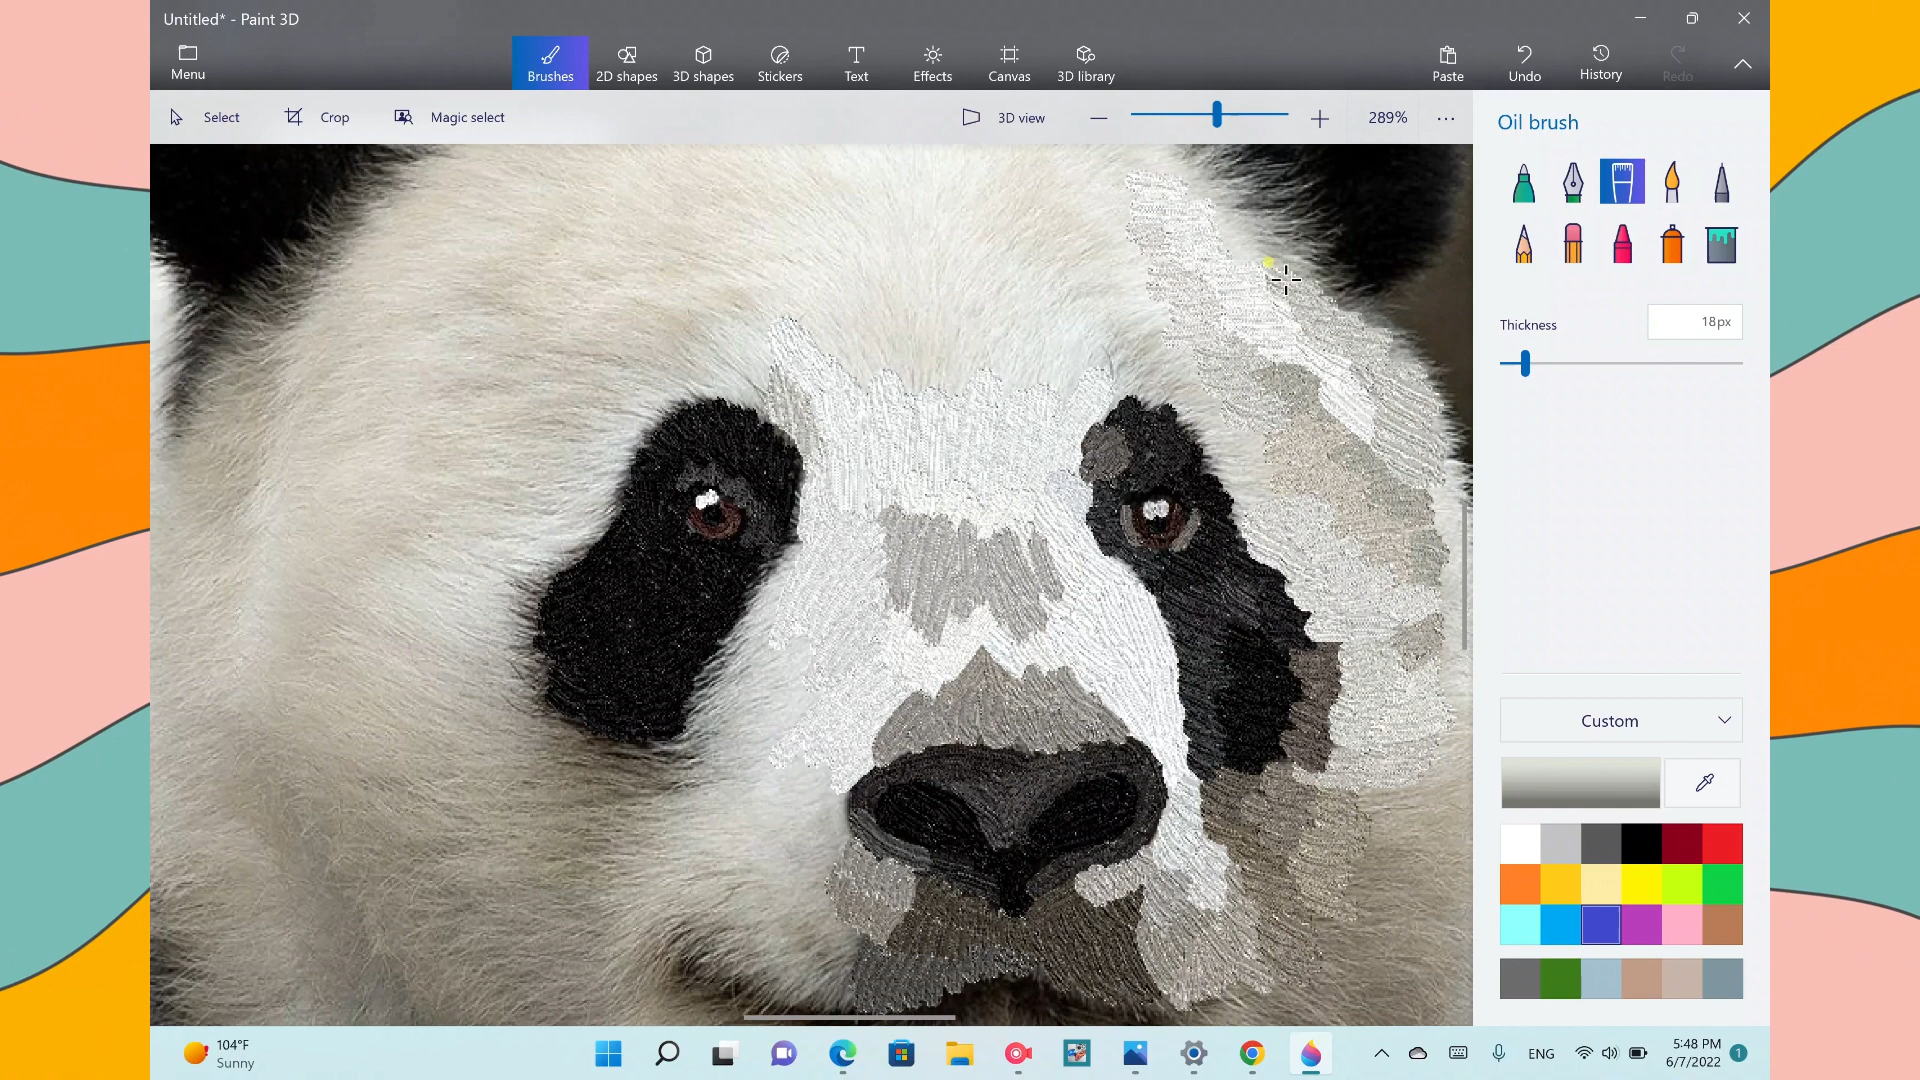 Untitled* - Paint 3D
Menu
Brushes
2D shapes
3D shapes
Stickers
Text
Effects
Canvas
3D library
Paste
Undo
History
Redo
Select
Crop
Magic select
3D view
289%
Oil brush
Thickness
18px
Custom
104°F
Sunny
ENG
5:48 PM
6/7/2022
1